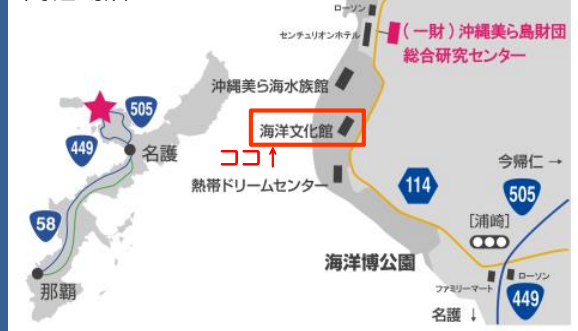 ローソン
センチュリオンホテル
(一財)沖縄美ら島財団
総合研究センター
沖縄美ら海水族館
海洋文化館
ココ↑
熱帯ドリームセンター
505
449
名護
58
那覇
114
今帰仁 →
505
[浦崎]
海洋博公園
ファミリーマート
ローソン
449
名護 ↓